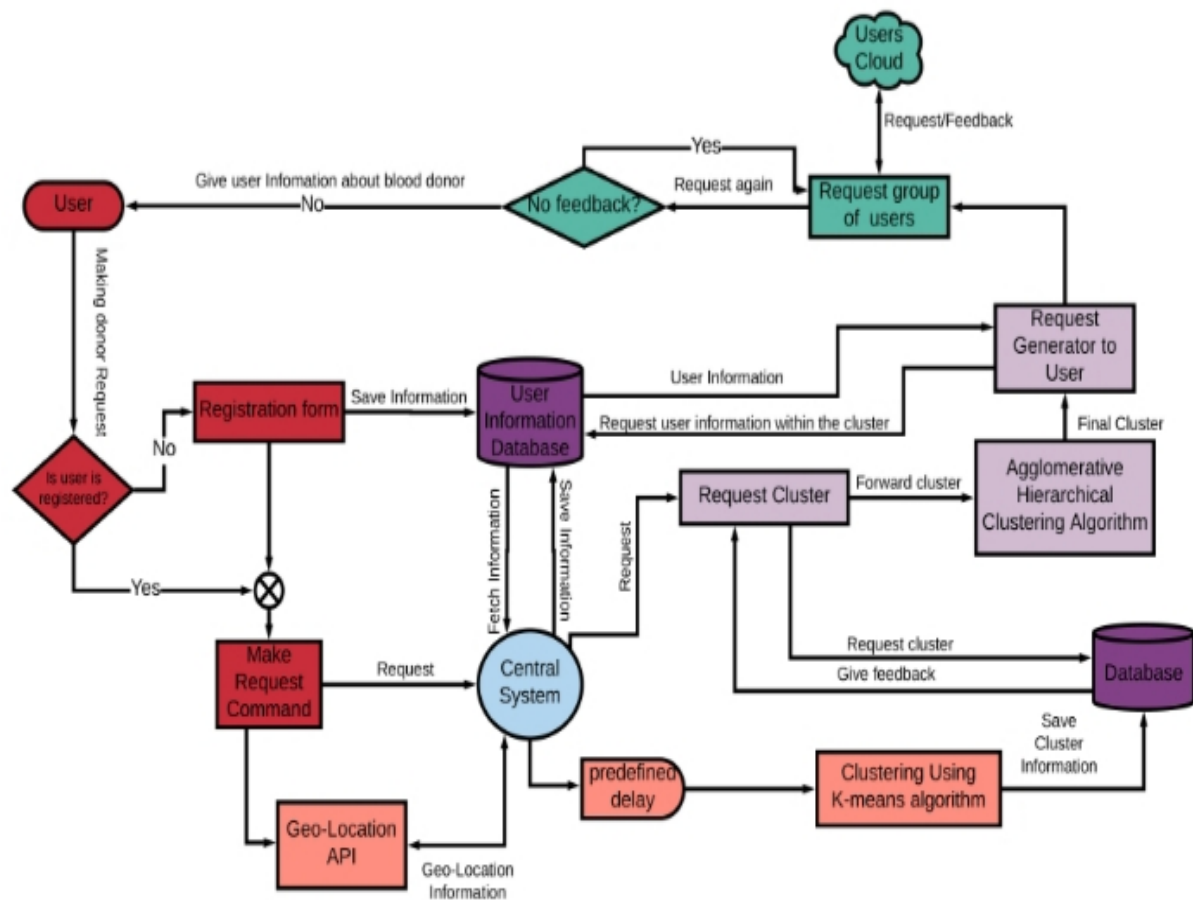 Users
Cloud
Request/Feedback
Yes
Give user Infomation about blood donor
Request again
User
No
No feedback?
Request group
of users
Making donor Request
Request
Generator to
User
User Information
User
Information
Database
Registration form
Save Information
Request user information within the cluster
No
Final Cluster
Is user is
registered?
Agglomerative
Hierarchical
Clustering Algorithm
Request Cluster
Forward cluster
Fetch Information
Save Information
Request
Yes
Make
Request
Command
Request
Central
System
Request cluster
Give feedback
Database
Save
Cluster
Information
predefined
delay
Clustering Using
K-means algorithm
Geo-Location
API
Geo-Location
Information